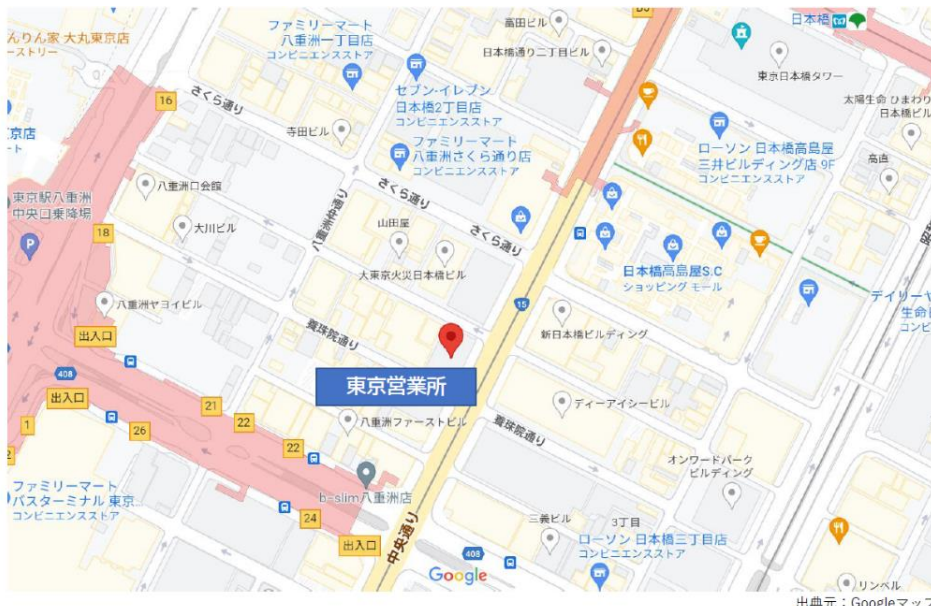 日本橋
高田ビル
ファミリーマート
八重洲一丁目店
コンビニエンスストア
んりん家 大丸東京店
ーストリー
日本橋通り二丁目ビル
東京日本橋タワー
セブン-イレブン
日本橋2丁目店
コンビニエンスストア
太陽生命 ひまわり
日本橋ビル
16
さくら通り
寺田ビル
京店
ート
ファミリーマート
八重洲さくら通り店
コンビニエンスストア
ローソン 日本橋高島屋
三井ビルディング店 9F
コンビニエンスストア
高直
八重洲口会館
さくら通り
東京駅八重洲
中央口乗降場
P
18
大川ビル
八重洲仲通り
山田屋
さくら通り
大東京火災日本橋ビル
日本橋高島屋S.C
ショッピング モール
八重洲ヤヨイビル
15
デイリーヤ
生命日
コンビ
新日本橋ビルディング
養珠院通り
出入口
408
出入口
東京営業所
ディーアイシービル
21
22
26
1
22
八重洲ファーストビル
養珠院通り
オンワードパーク
ビルディング
ファミリーマート
バスターミナル 東京...
コンビニエンスストア
b-slim八重洲店
24
三義ビル
3丁目
出入口
中央通り
ローソン 日本橋三丁目店
コンビニエンスストア
408
Google
リンベル
出典元：Googleマップ